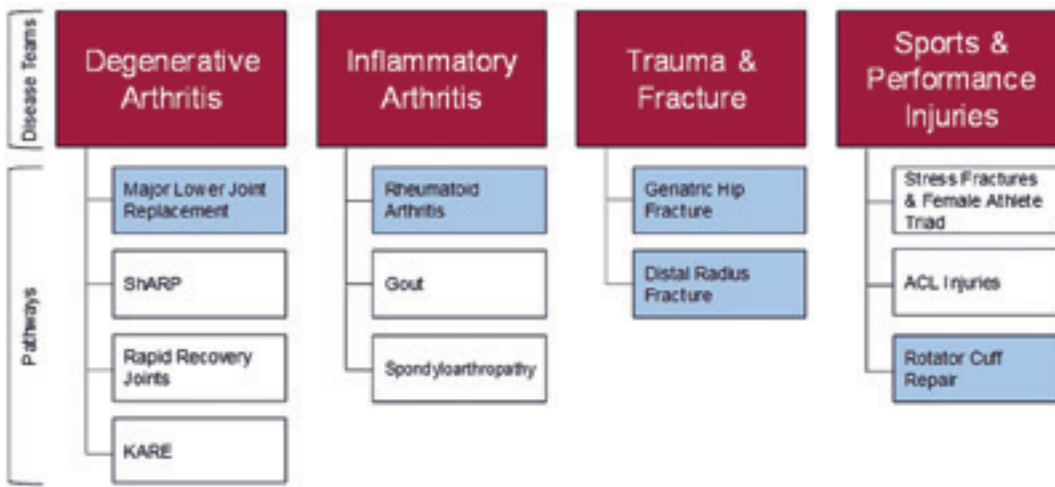 Disease Teams
Degenerative
Arthritis
Inflammatory
Arthritis
Trauma &
Fracture
Sports &
Performance
Injuries
Pathways
Major Lower Joint
Replacement
ShARP
Rapid Recovery
Joints
KARE
Rheumatoid
Arthritis
Gout
Spondyloarthropathy
Geriatric Hip
Fracture
Distal Radius
Fracture
Stress Fractures
& Female Athlete
Triad
ACL Injuries
Rotator Cuff
Repair